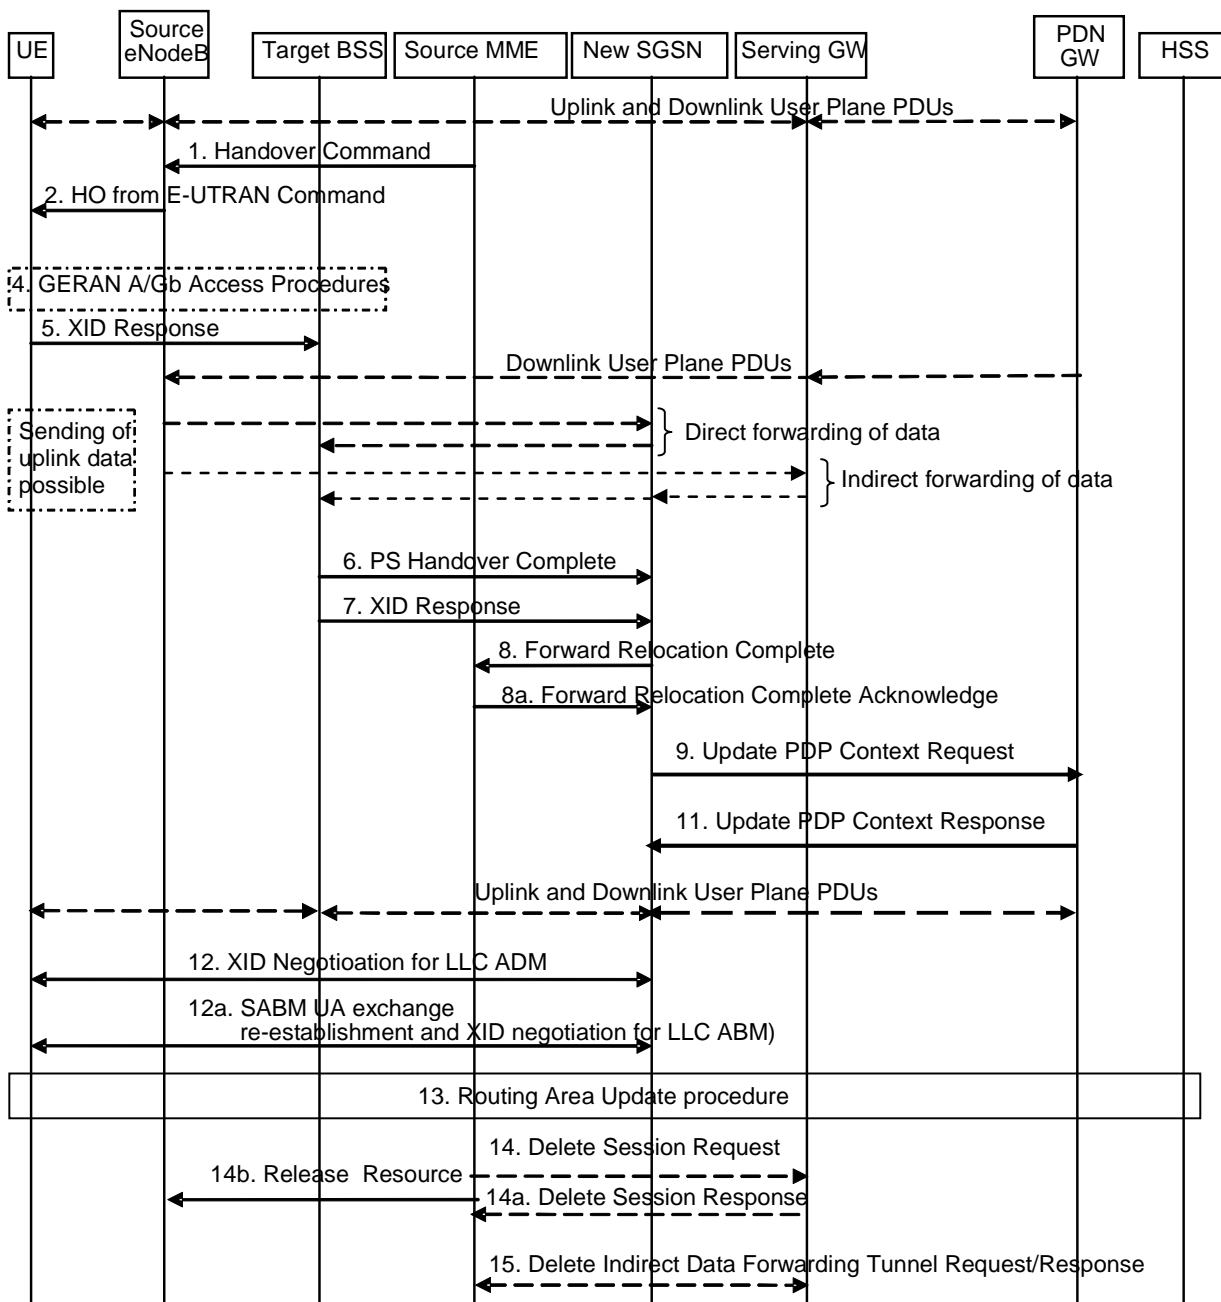 Source
eNodeB
UE
Target BSS
Source MME
New SGSN
Serving GW
PDN
GW
HSS
Uplink and Downlink User Plane PDUs
1. Handover Command
2. HO from E-UTRAN Command
4. GERAN A/Gb Access Procedures
5. XID Response
Downlink User Plane PDUs
Sending of
uplink data
possible
Direct forwarding of data
Indirect forwarding of data
6. PS Handover Complete
7. XID Response
8. Forward Relocation Complete
8a. Forward Relocation Complete Acknowledge
9. Update PDP Context Request
11. Update PDP Context Response
Uplink and Downlink User Plane PDUs
12. XID Negotioation for LLC ADM
12a. SABM UA exchange
re-establishment and XID negotiation for LLC ABM)
13. Routing Area Update procedure
14. Delete Session Request
14b. Release Resource
14a. Delete Session Response
15. Delete Indirect Data Forwarding Tunnel Request/Response